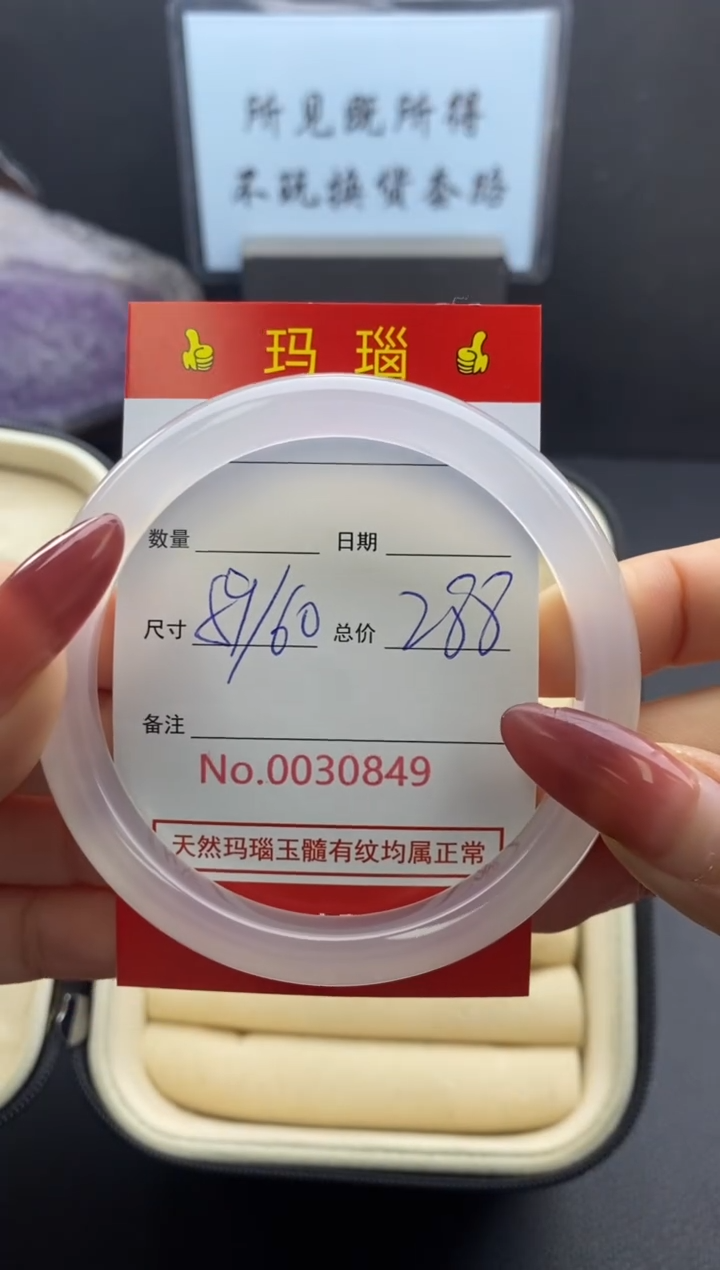 所见既所得
不玩换货套路
玛瑙
数量 日期
尺寸 59/60 总价 288
备注
No.0030849
天然玛瑙玉髓有纹均属正常